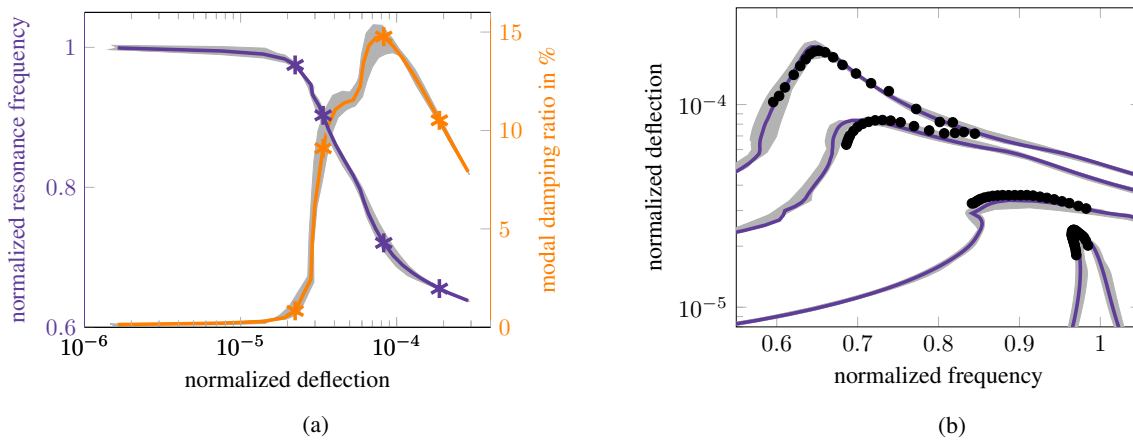 normalized resonance frequency
1
0.8
0.6
10⁻⁶
10⁻⁵
10⁻⁴
normalized deflection
15
10
5
0
modal damping ratio in %
(a)
normalized deflection
10⁻⁴
10⁻⁵
0.6
0.7
0.8
0.9
1
normalized frequency
(b)